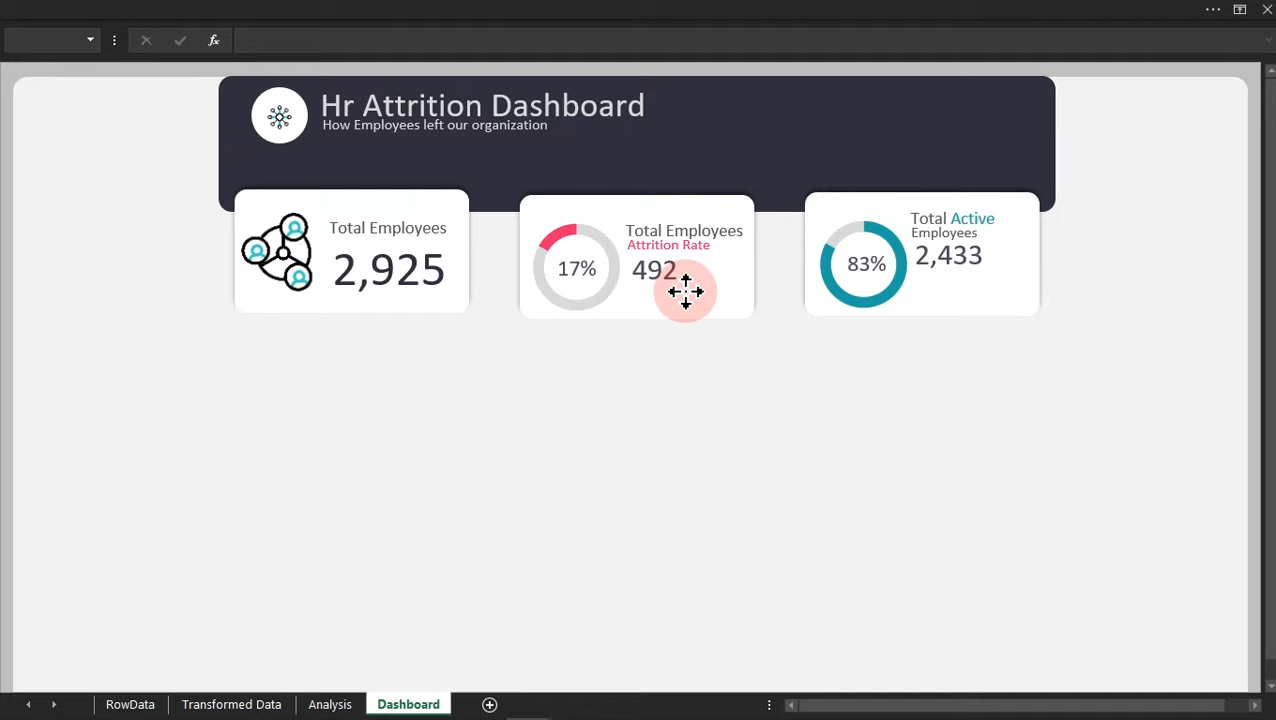 fx
Hr Attrition Dashboard
How Employees left our organization
Total Employees
2,925
17%
Total Employees
Attrition Rate
492
83%
Total Active
Employees
2,433
RowData
Transformed Data
Analysis
Dashboard